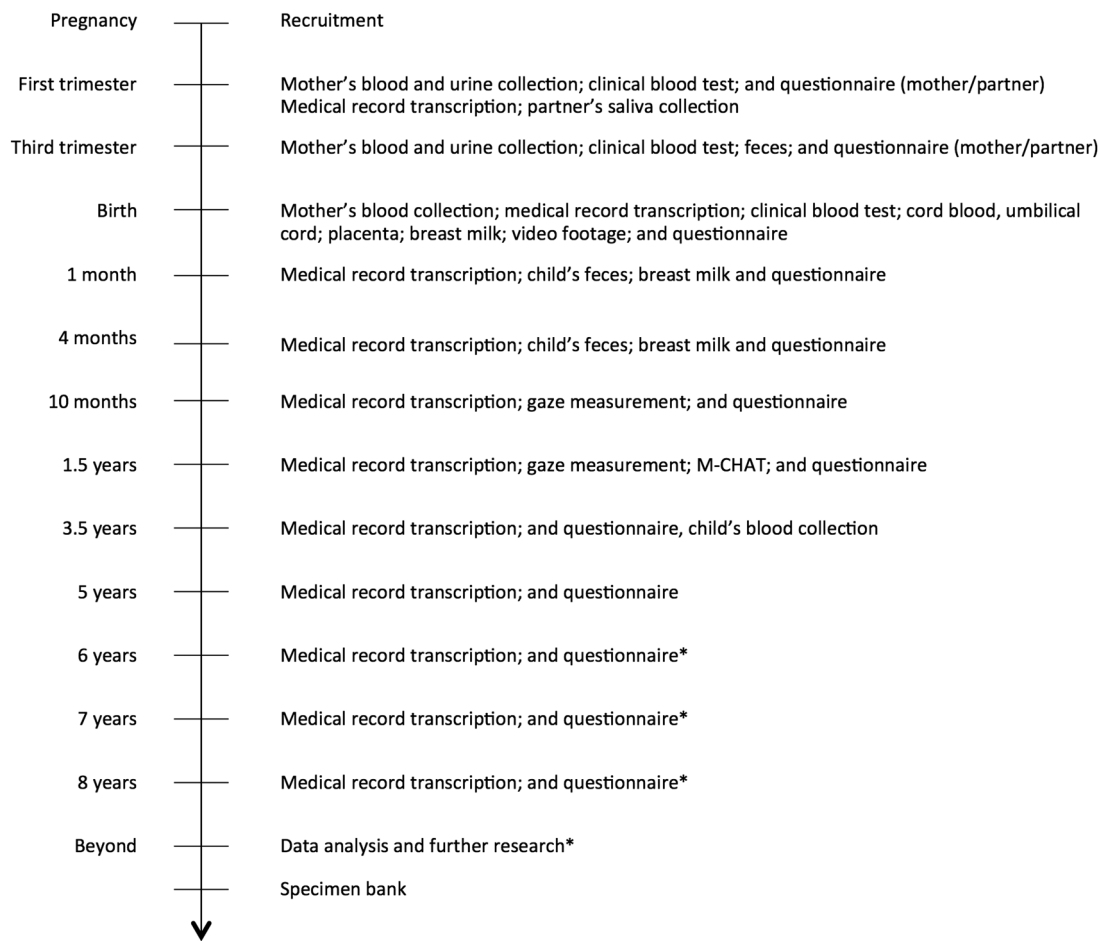 Pregnancy Recruitment
First trimester Mother’s blood and urine collection; clinical blood test; and questionnaire (mother/partner)
Medical record transcription; partner’s saliva collection
Third trimester Mother’s blood and urine collection; clinical blood test; feces; and questionnaire (mother/partner)
Birth Mother’s blood collection; medical record transcription; clinical blood test; cord blood, umbilical
cord; placenta; breast milk; video footage; and questionnaire
1 month Medical record transcription; child’s feces; breast milk and questionnaire
4 months Medical record transcription; child’s feces; breast milk and questionnaire
10 months Medical record transcription; gaze measurement; and questionnaire
1.5 years Medical record transcription; gaze measurement; M-CHAT; and questionnaire
3.5 years Medical record transcription; and questionnaire, child’s blood collection
5 years Medical record transcription; and questionnaire
6 years Medical record transcription; and questionnaire*
7 years Medical record transcription; and questionnaire*
8 years Medical record transcription; and questionnaire*
Beyond Data analysis and further research*
Specimen bank